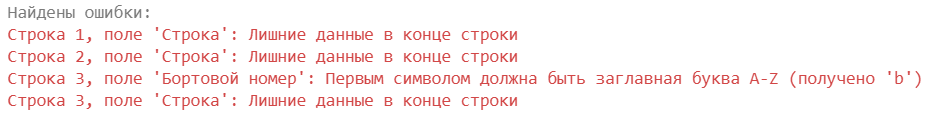 Найдены ошибки:
Строка 1, поле 'Строка': Лишние данные в конце строки
Строка 2, поле 'Строка': Лишние данные в конце строки
Строка 3, поле 'Бортовой номер': Первым символом должна быть заглавная буква A-Z (получено 'b')
Строка 3, поле 'Строка': Лишние данные в конце строки